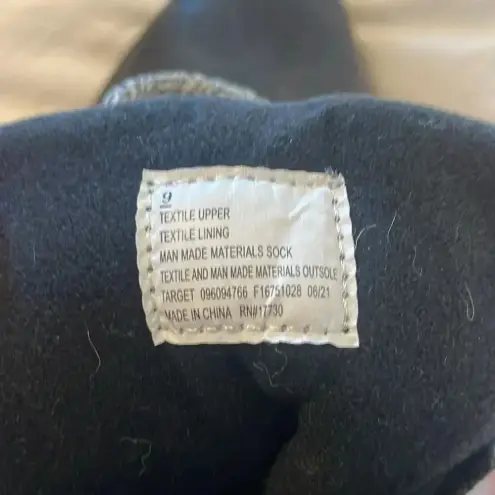 9
TEXTILE UPPER
TEXTILE LINING
MAN MADE MATERIALS SOCK
TEXTILE AND MAN MADE MATERIALS OUTSOLE
TARGET 096094766 F16751028 06/21
MADE IN CHINA RN#17730